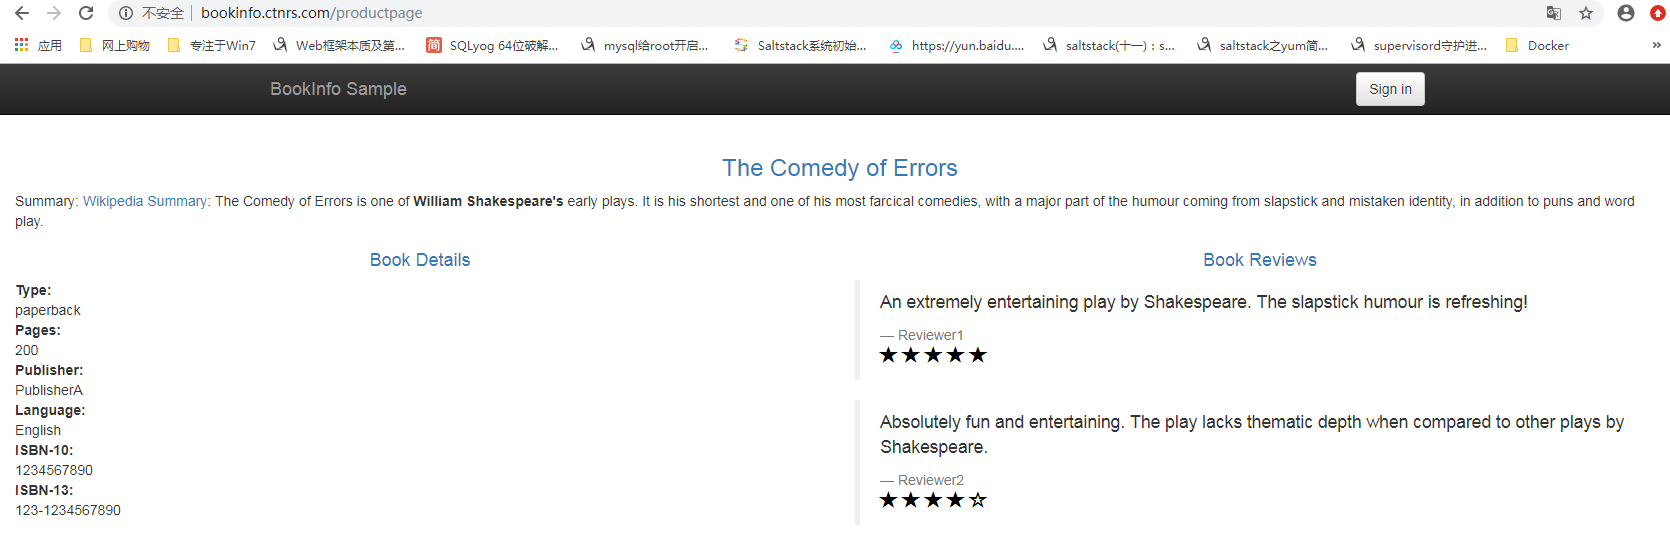 不安全 bookinfo.ctnrs.com/productpage
应用 网上购物 专注于Win7 Web框架本质及第... 简 SQLyog 64位破解... mysql给root开启... Saltstack系统初始... https://yun.baidu.... saltstack(十一)：s... saltstack之yum简... supervisord守护进... Docker »
BookInfo Sample Sign in
The Comedy of Errors
Summary: Wikipedia Summary: The Comedy of Errors is one of William Shakespeare's early plays. It is his shortest and one of his most farcical comedies, with a major part of the humour coming from slapstick and mistaken identity, in addition to puns and word
play.
Book Details
Type:
paperback
Pages:
200
Publisher:
PublisherA
Language:
English
ISBN-10:
1234567890
ISBN-13:
123-1234567890
Book Reviews
An extremely entertaining play by Shakespeare. The slapstick humour is refreshing!
— Reviewer1
★★★★★
Absolutely fun and entertaining. The play lacks thematic depth when compared to other plays by
Shakespeare.
— Reviewer2
★★★★☆